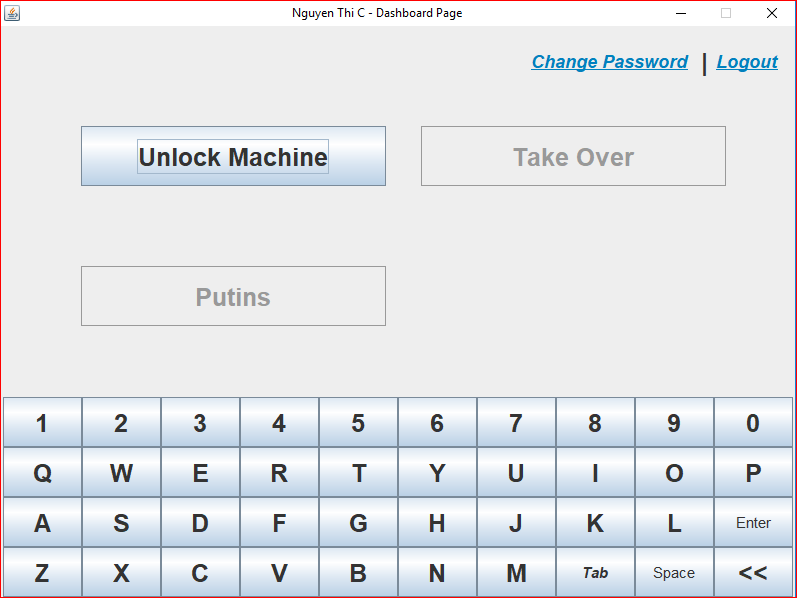 Nguyen Thi C - Dashboard Page
Change Password | Logout
Unlock Machine Take Over
Putins
1 2 3 4 5 6 7 8 9 0
Q W E R T Y U I O P
A S D F G H J K L Enter
Z X C V B N M Tab Space <<